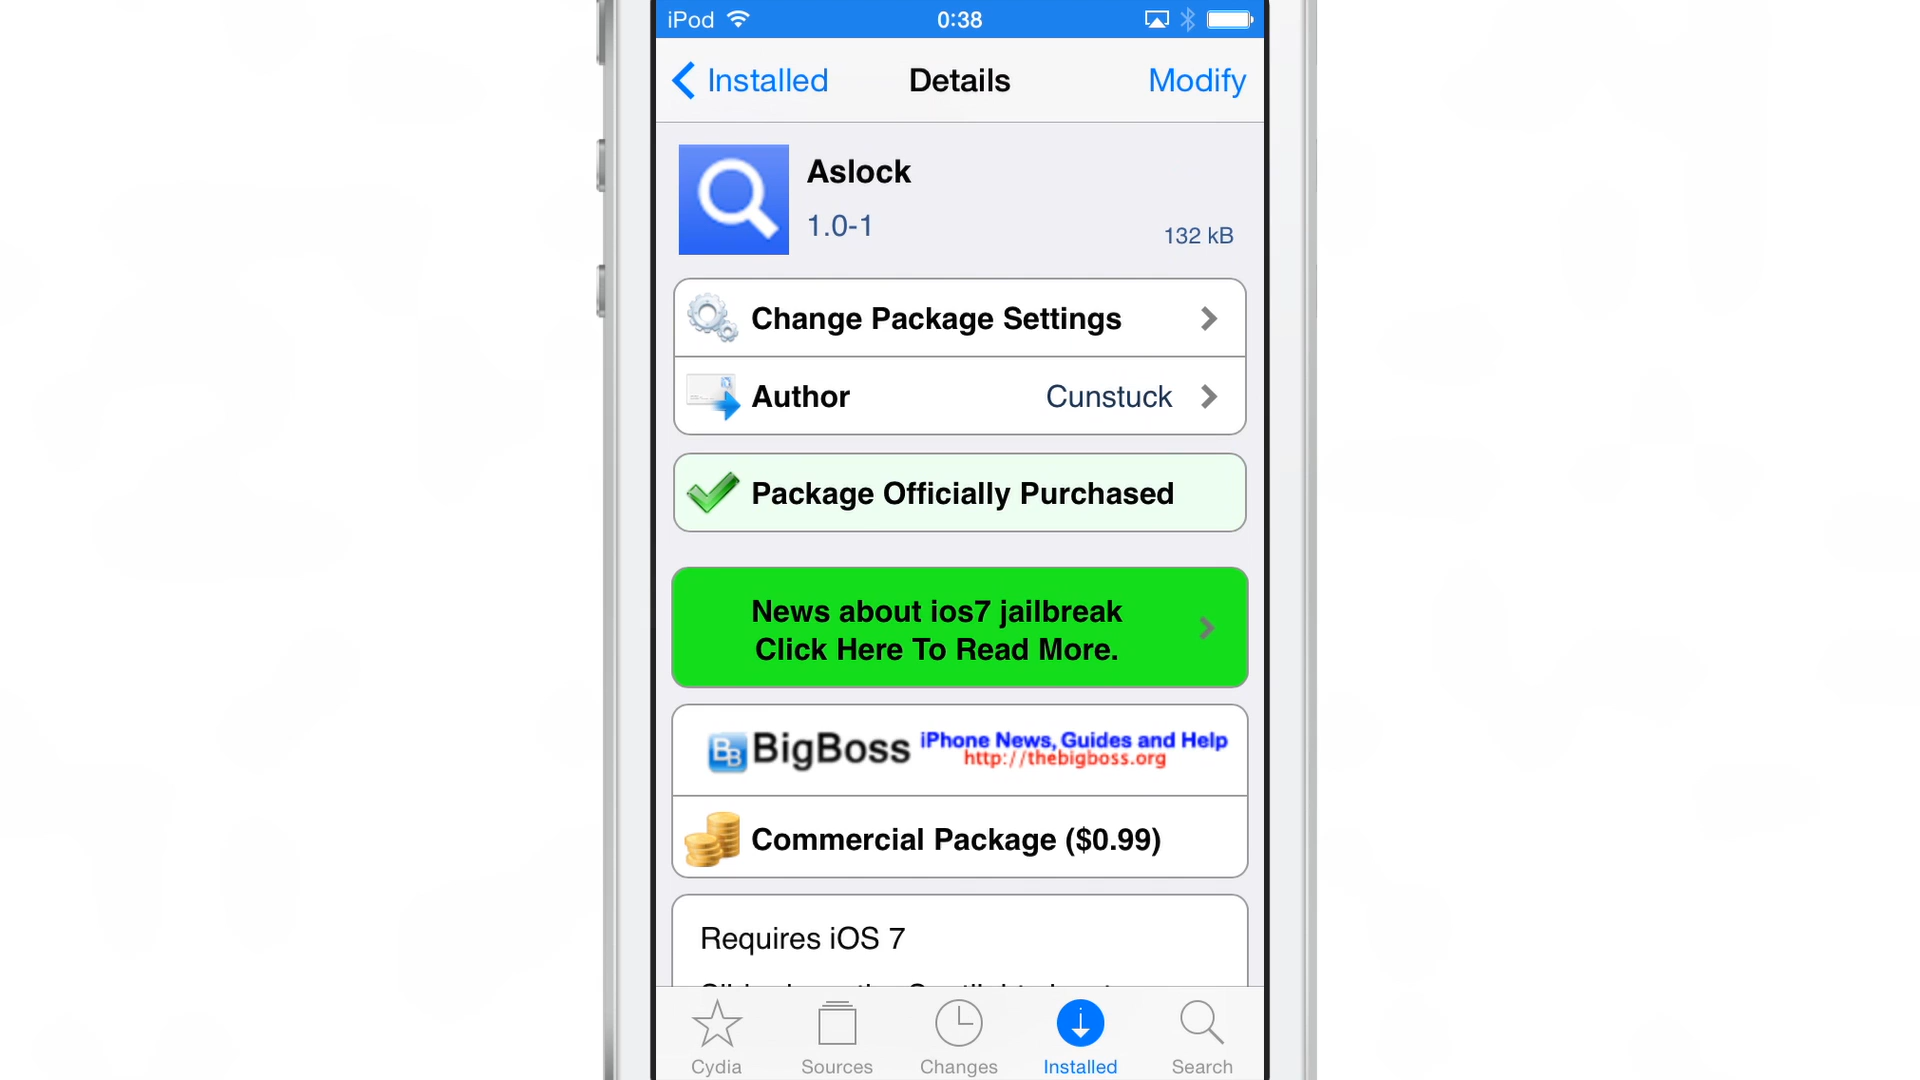 iPod 0:38
Installed Details Modify
Aslock
1.0-1
132 kB
Change Package Settings
Author Cunstuck
Package Officially Purchased
News about ios7 jailbreak
Click Here To Read More.
BB BigBoss iPhone News, Guides and Help
http://thebigboss.org
Commercial Package ($0.99)
Requires iOS 7
Cydia Sources Changes Installed Search